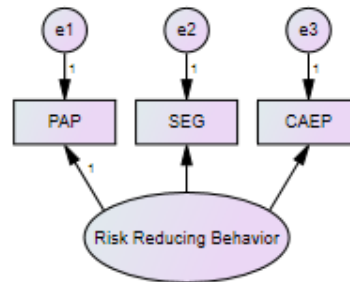 e1 e2 e3
1 1 1
PAP SEG CAEP
1
Risk Reducing Behavior